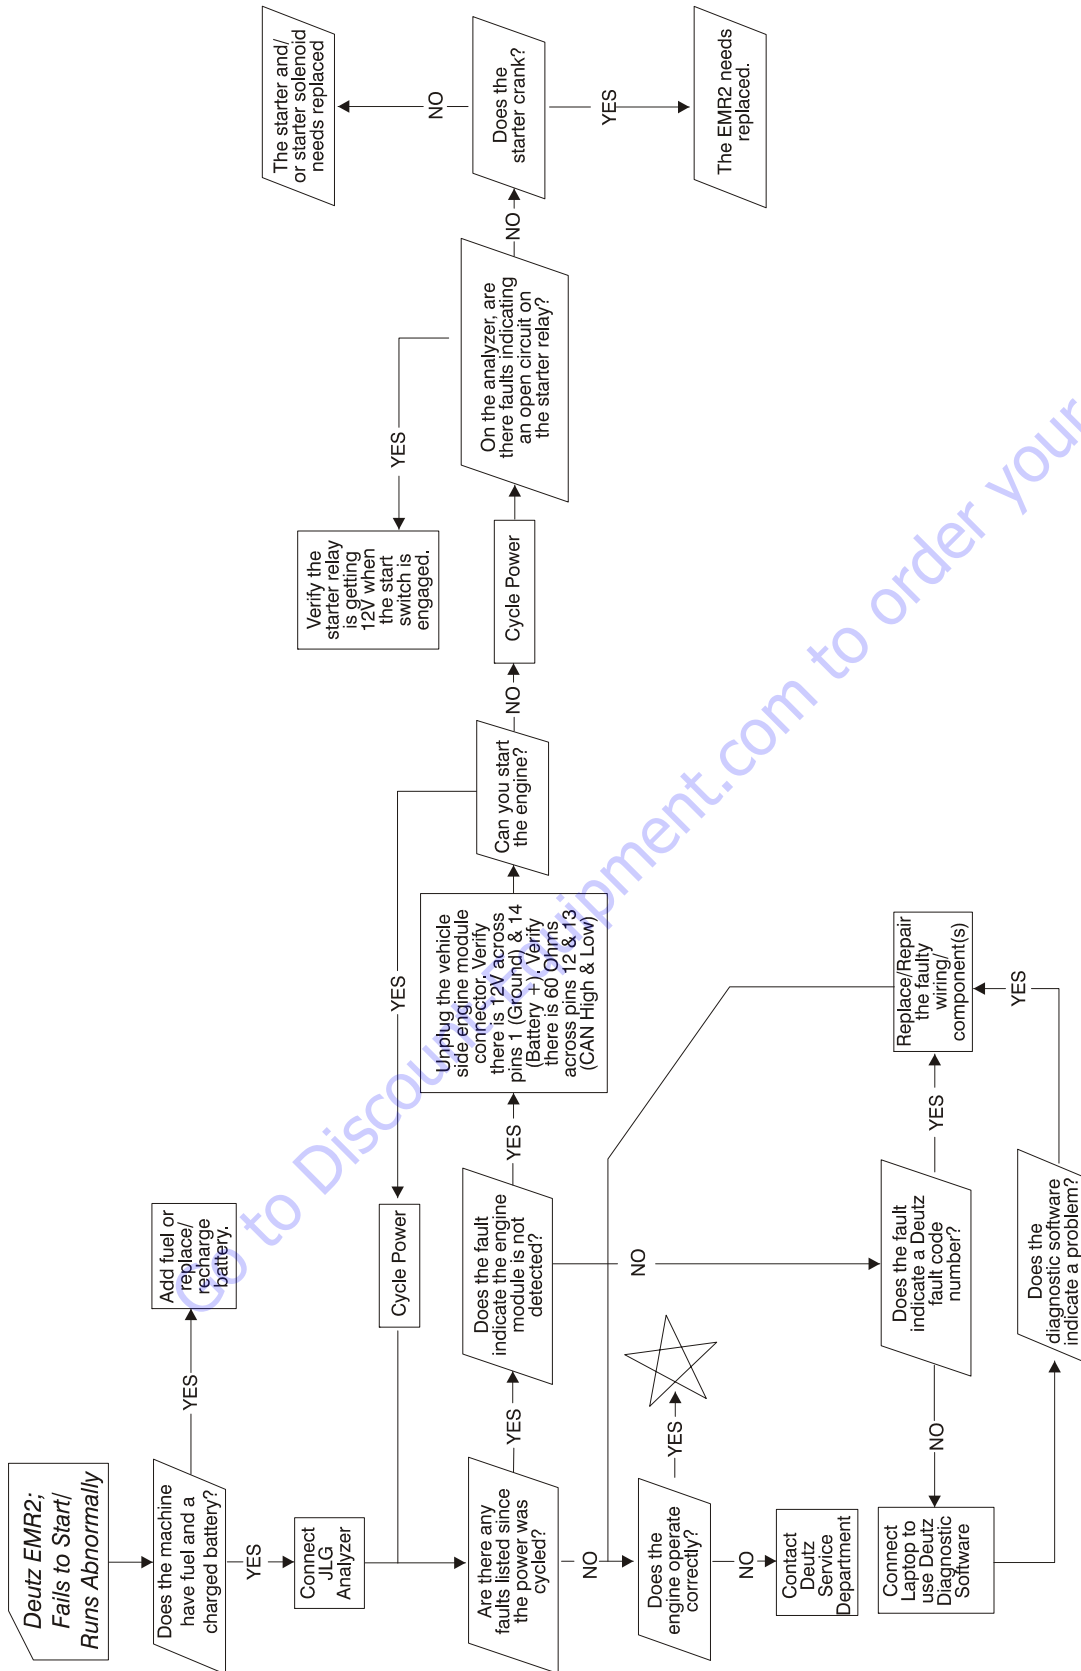 Deutz EMR2;
Fails to Start/
Runs Abnormally
Does the machine
have fuel and a
charged battery?
YES
Add fuel or
replace/
recharge
battery.
YES
Connect
JLG
Analyzer
Cycle Power
YES
Are there any
faults listed since
the power was
cycled?
YES
Does the fault
indicate the engine
module is not
detected?
YES
Unplug the vehicle
side engine module
connector. Verify
there is 12V across
pins 1 (Ground) & 14
(Battery +). Verify
there is 60 Ohms
across pins 12 & 13
(CAN High & Low)
Can you start
the engine?
NO
Cycle Power
On the analyzer, are
there faults indicating
an open circuit on
the starter relay?
YES
Verify the
starter relay
is getting
12V when
the start
switch is
engaged.
NO
Does the
starter crank?
NO
The starter and/
or starter solenoid
needs replaced
YES
The EMR2 needs
replaced.
NO
Does the
engine operate
correctly?
YES
NO
Contact
Deutz
Service
Department
NO
Does the fault
indicate a Deutz
fault code
number?
YES
Replace/Repair
the faulty
wiring/
component(s)
NO
Connect
Laptop to
use Deutz
Diagnostic
Software
Does the
diagnostic software
indicate a problem?
YES
Go to Discount-Equipment.com to order your